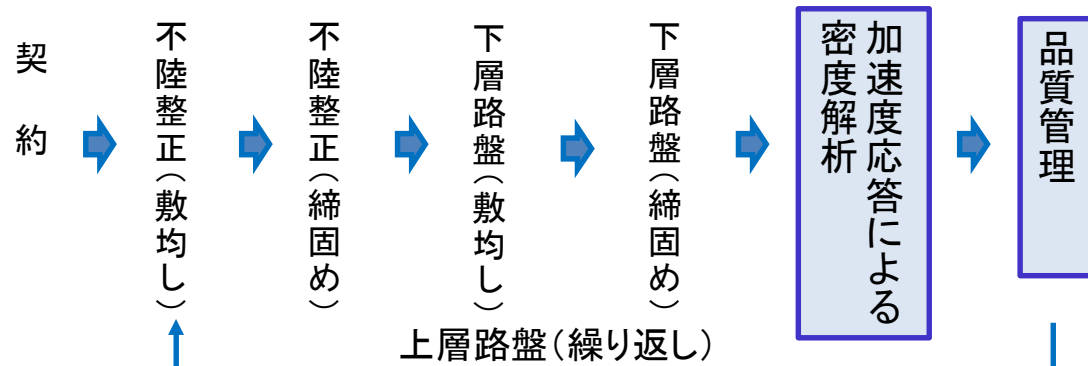 契約
不陸整正(敷均し)
不陸整正(締固め)
下層路盤(敷均し)
下層路盤(締固め)
加速度応答による
密度解析
品質管理
上層路盤(繰り返し)